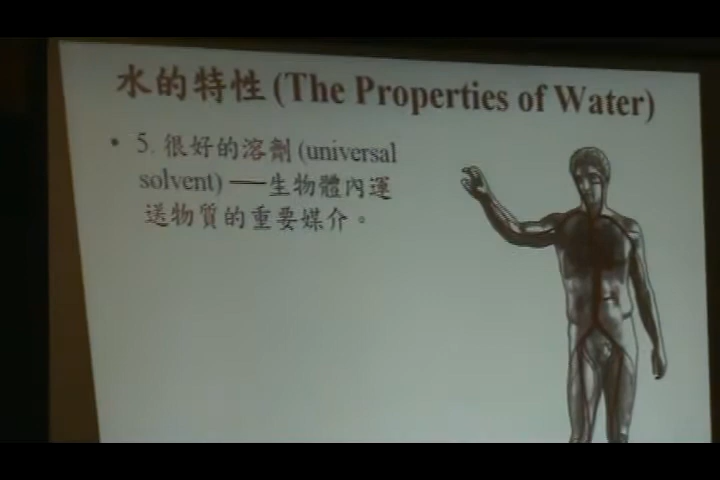 水的特性(The Properties of Water)
• 5. 很好的溶劑(universal
solvent) ──生物體內運
送物質的重要媒介。